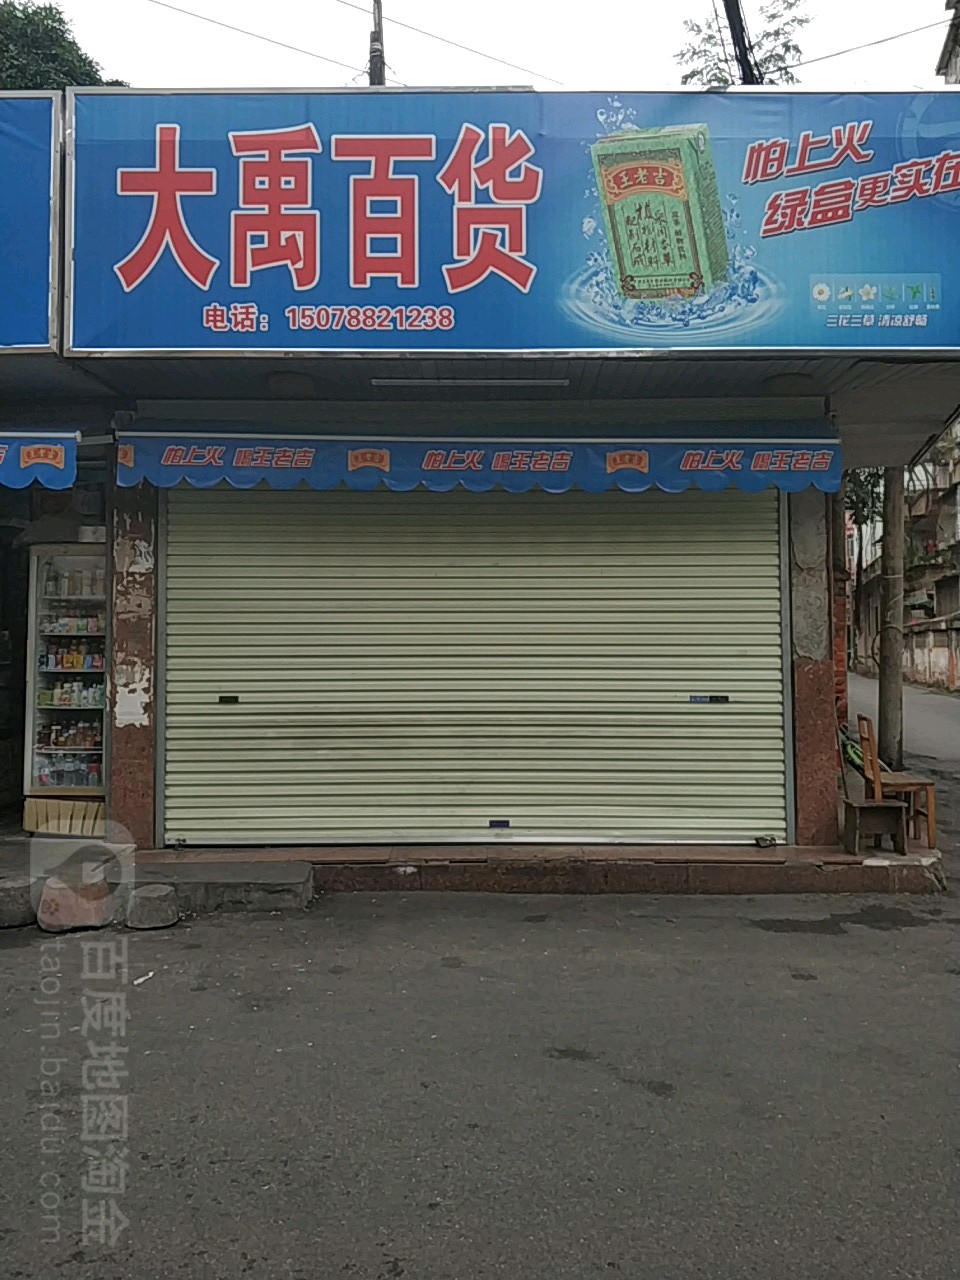 大禹百货
电话：15078821238
王老吉
怕上火
绿盒更实在
三花三草 清凉舒畅
怕上火 喝王老吉
怕上火 喝王老吉
怕上火 喝王老吉
百度地图淘金
taojin.baidu.com